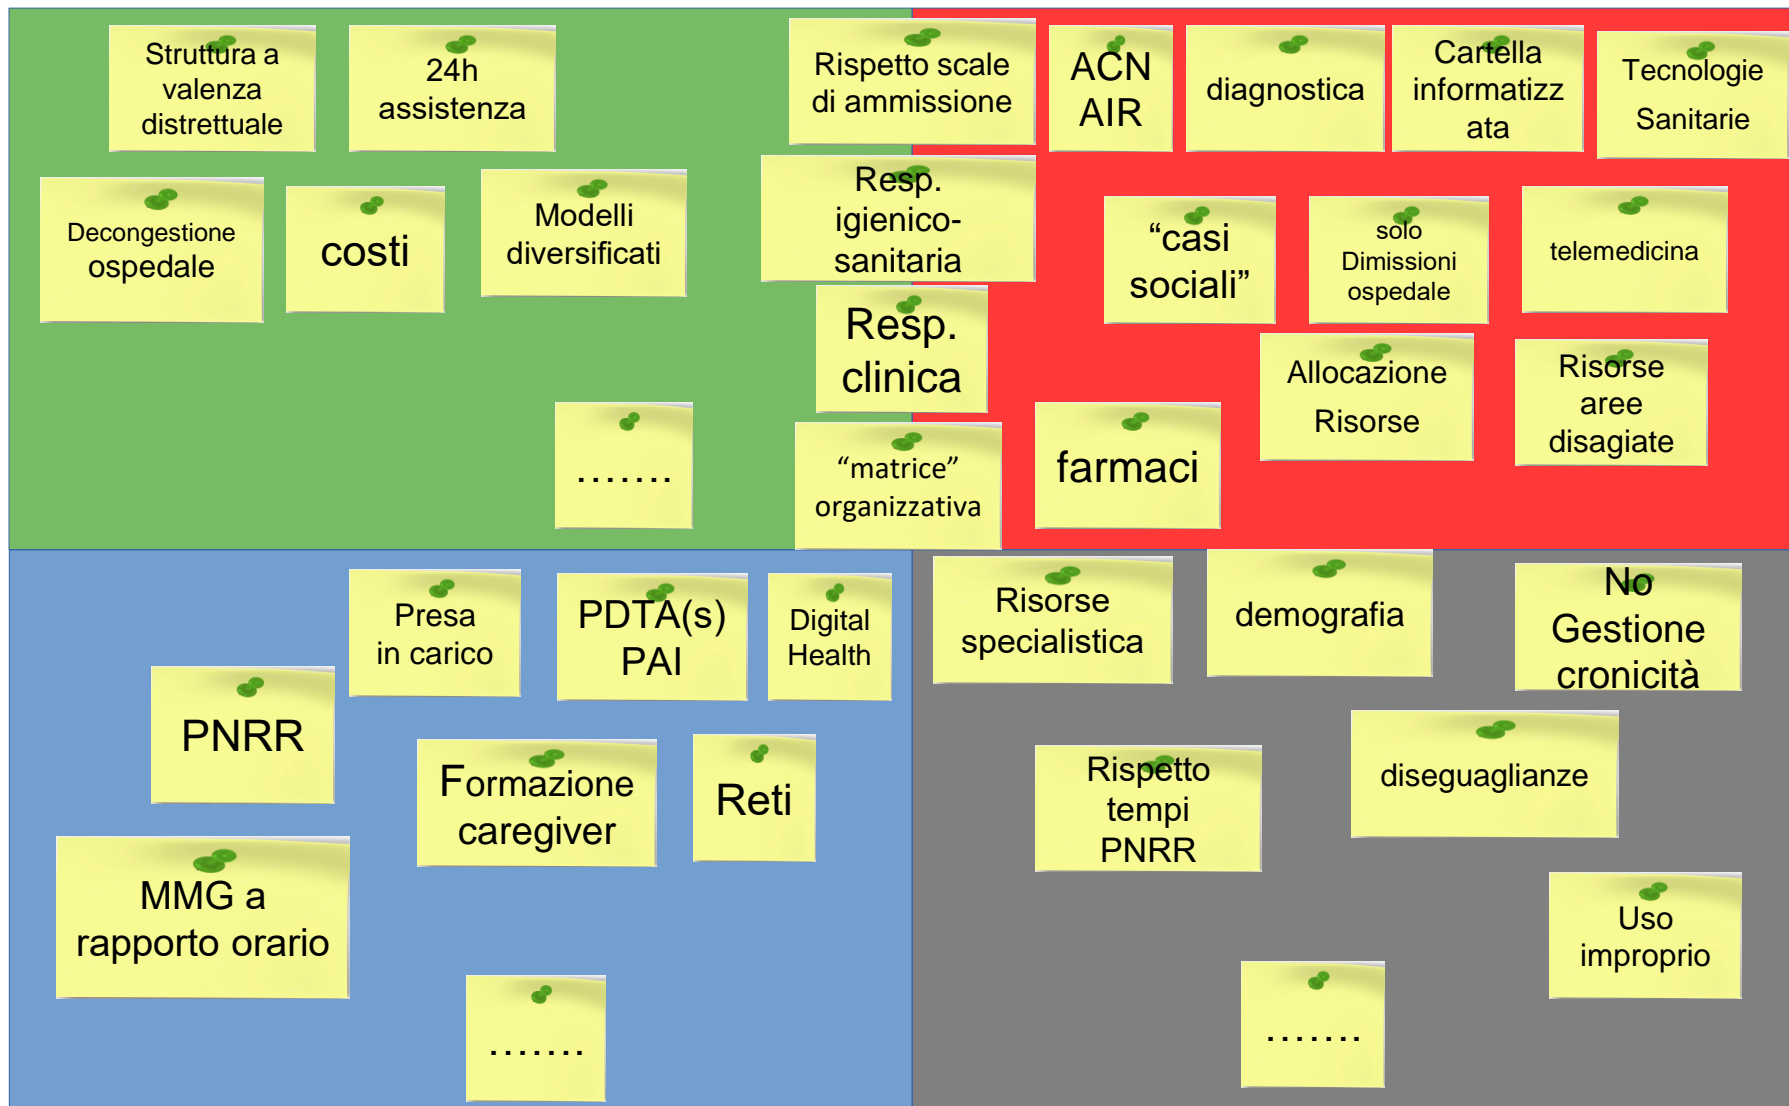 Struttura a
valenza
distrettuale
24h
assistenza
Rispetto scale
di ammissione
ACN
AIR
diagnostica
Cartella
informatizz
ata
Tecnologie
Sanitarie
Decongestione
ospedale
costi
Modelli
diversificati
Resp.
igienico-
sanitaria
“casi
sociali”
solo
Dimissioni
ospedale
telemedicina
Resp.
clinica
Allocazione
Risorse
Risorse
aree
disagiate
.......
“matrice”
organizzativa
farmaci
Presa
in carico
PDTA(s)
PAI
Digital
Health
PNRR
Formazione
caregiver
Reti
MMG a
rapporto orario
.......
Risorse
specialistica
demografia
No
Gestione
cronicità
Rispetto
tempi
PNRR
diseguaglianze
Uso
improprio
.......